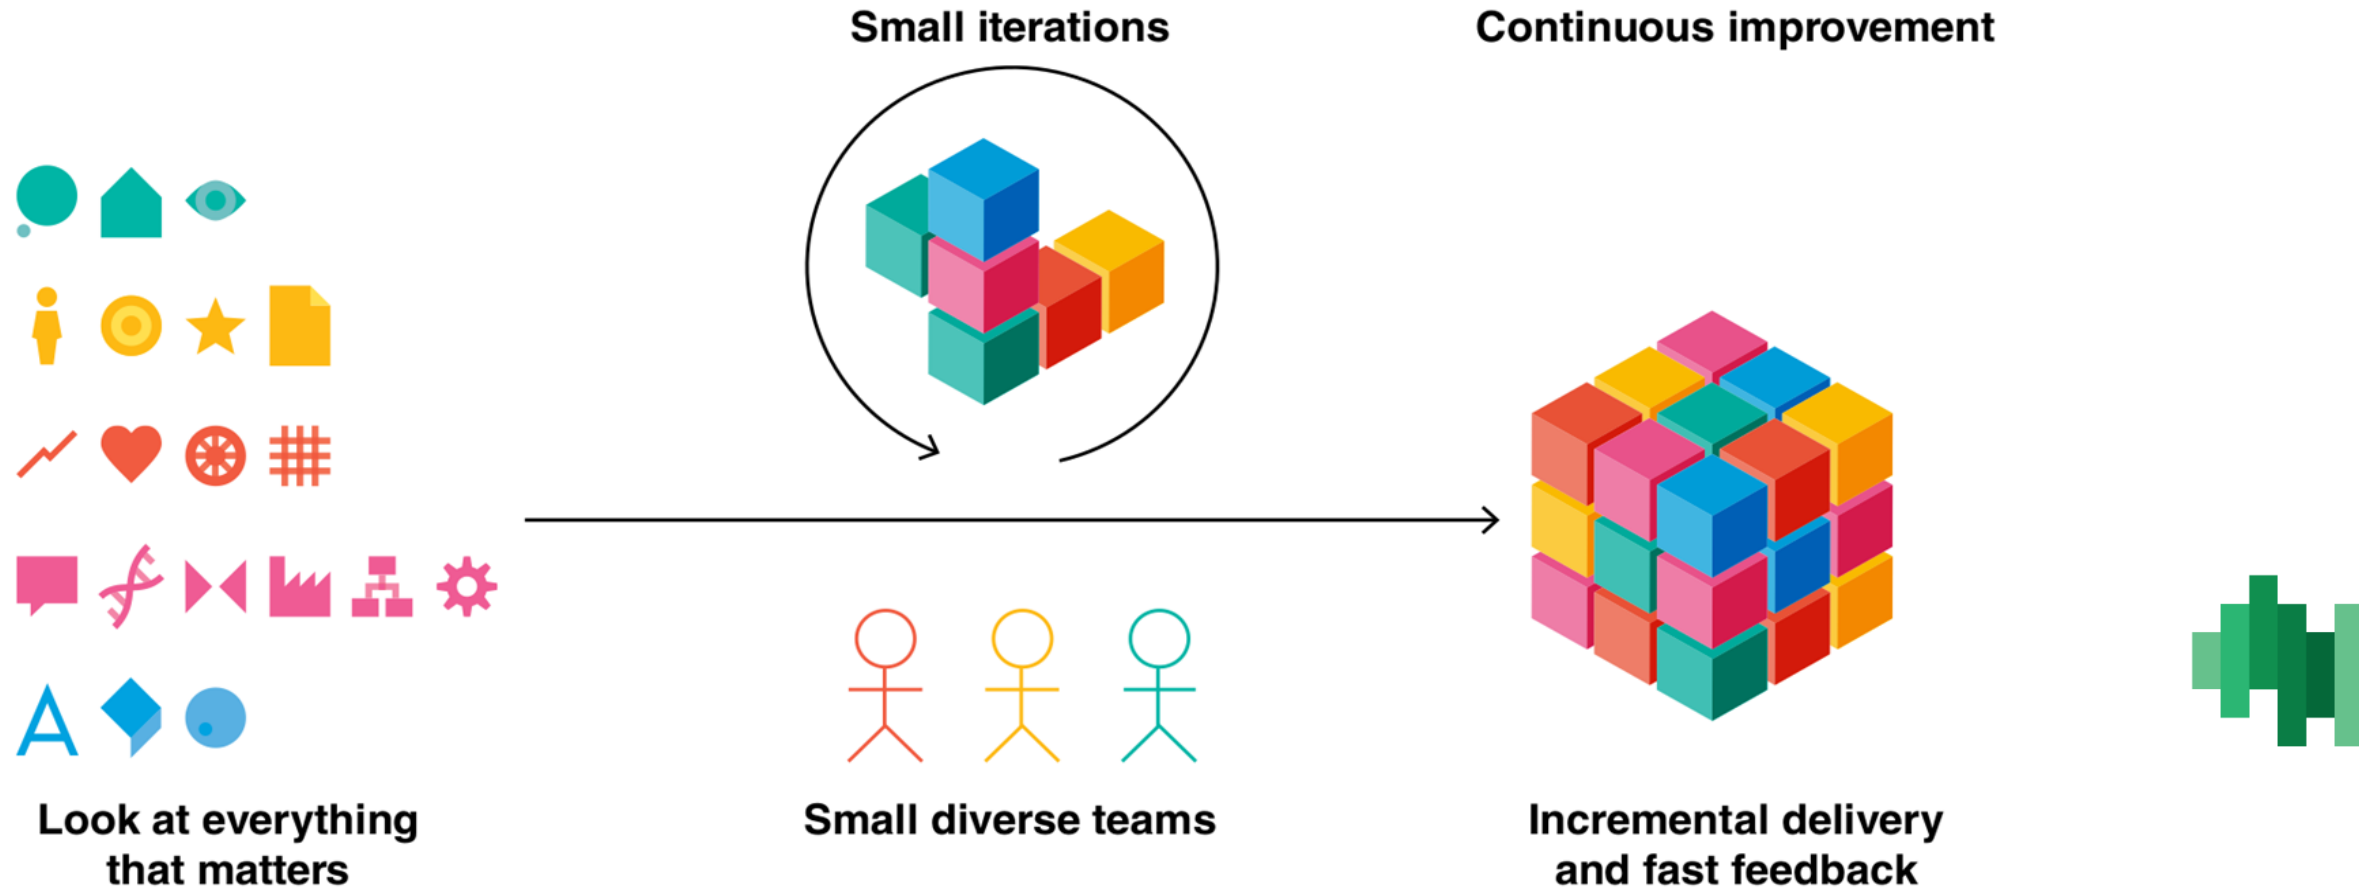 Small iterations
Continuous improvement
Look at everything
that matters
Small diverse teams
Incremental delivery
and fast feedback